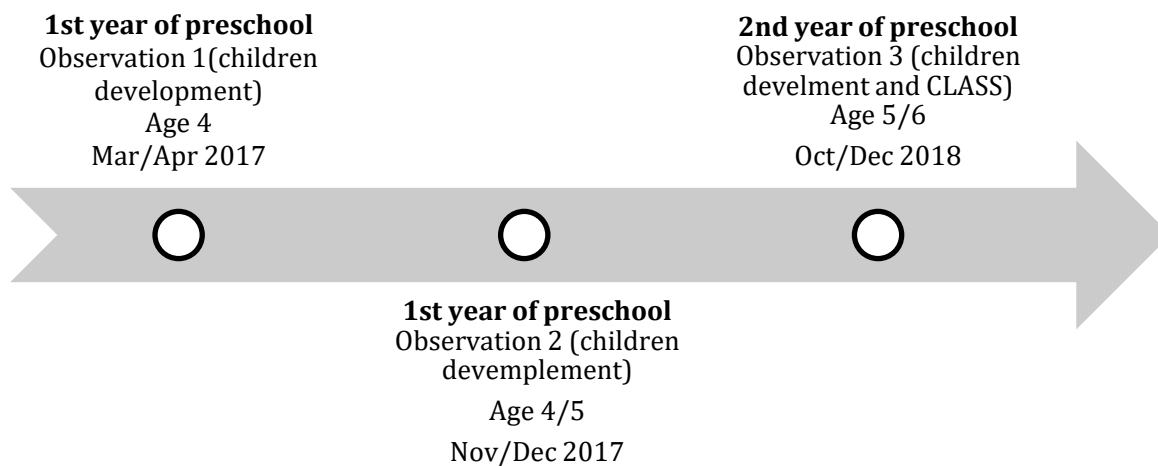 1st year of preschool
Observation 1(children
development)
Age 4
Mar/Apr 2017
1st year of preschool
Observation 2 (children
devemplement)
Age 4/5
Nov/Dec 2017
2nd year of preschool
Observation 3 (children
develment and CLASS)
Age 5/6
Oct/Dec 2018